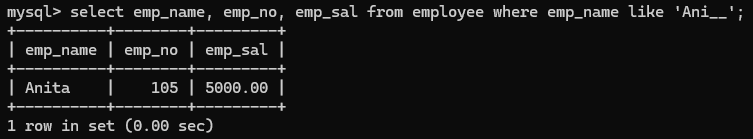 mysql> select emp_name, emp_no, emp_sal from employee where emp_name like 'Ani__';
+----------+--------+---------+
| emp_name | emp_no | emp_sal |
+----------+--------+---------+
| Anita    |    105 | 5000.00 |
+----------+--------+---------+
1 row in set (0.00 sec)